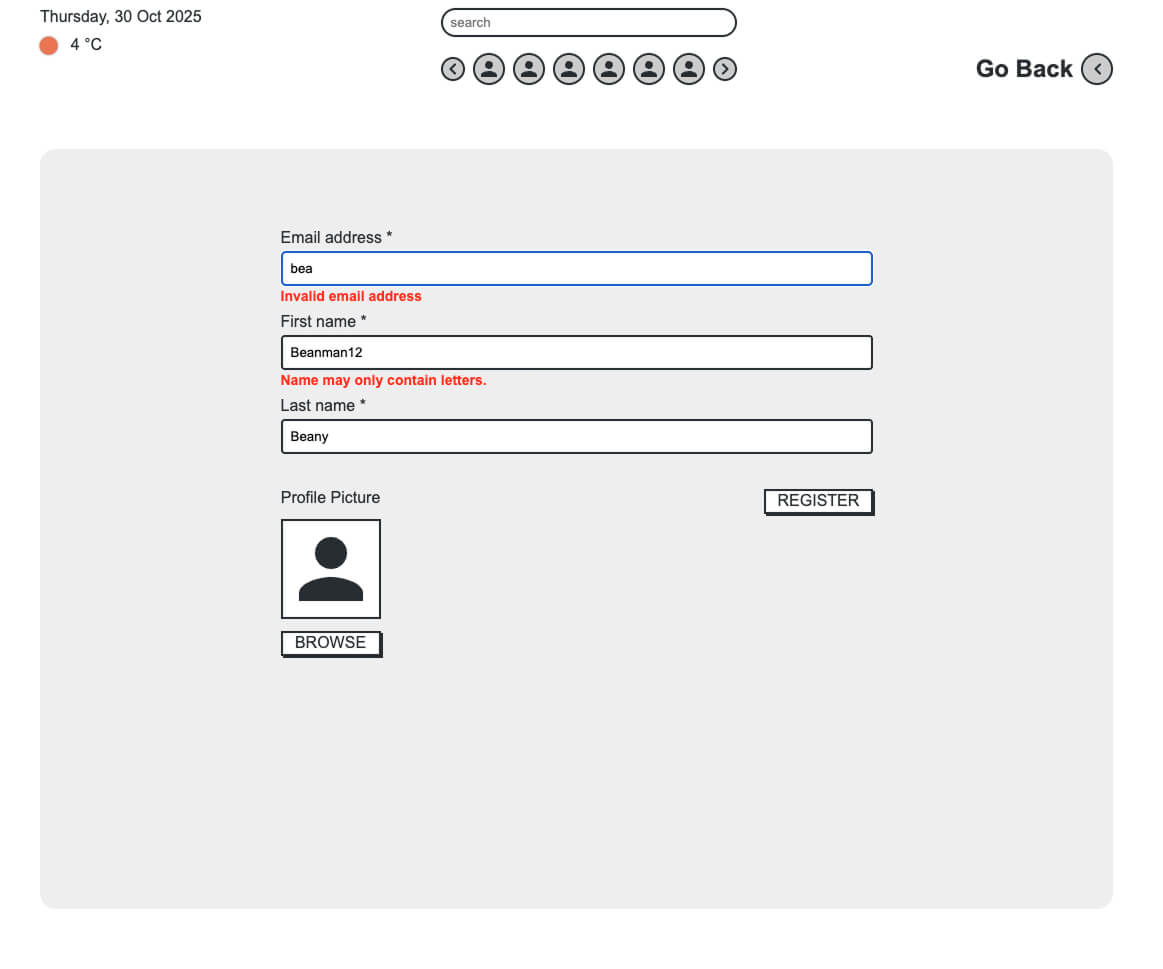 Thursday, 30 Oct 2025
4 °C
search
Go Back
Email address *
bea
Invalid email address
First name *
Beanman12
Name may only contain letters.
Last name *
Beany
Profile Picture
REGISTER
BROWSE